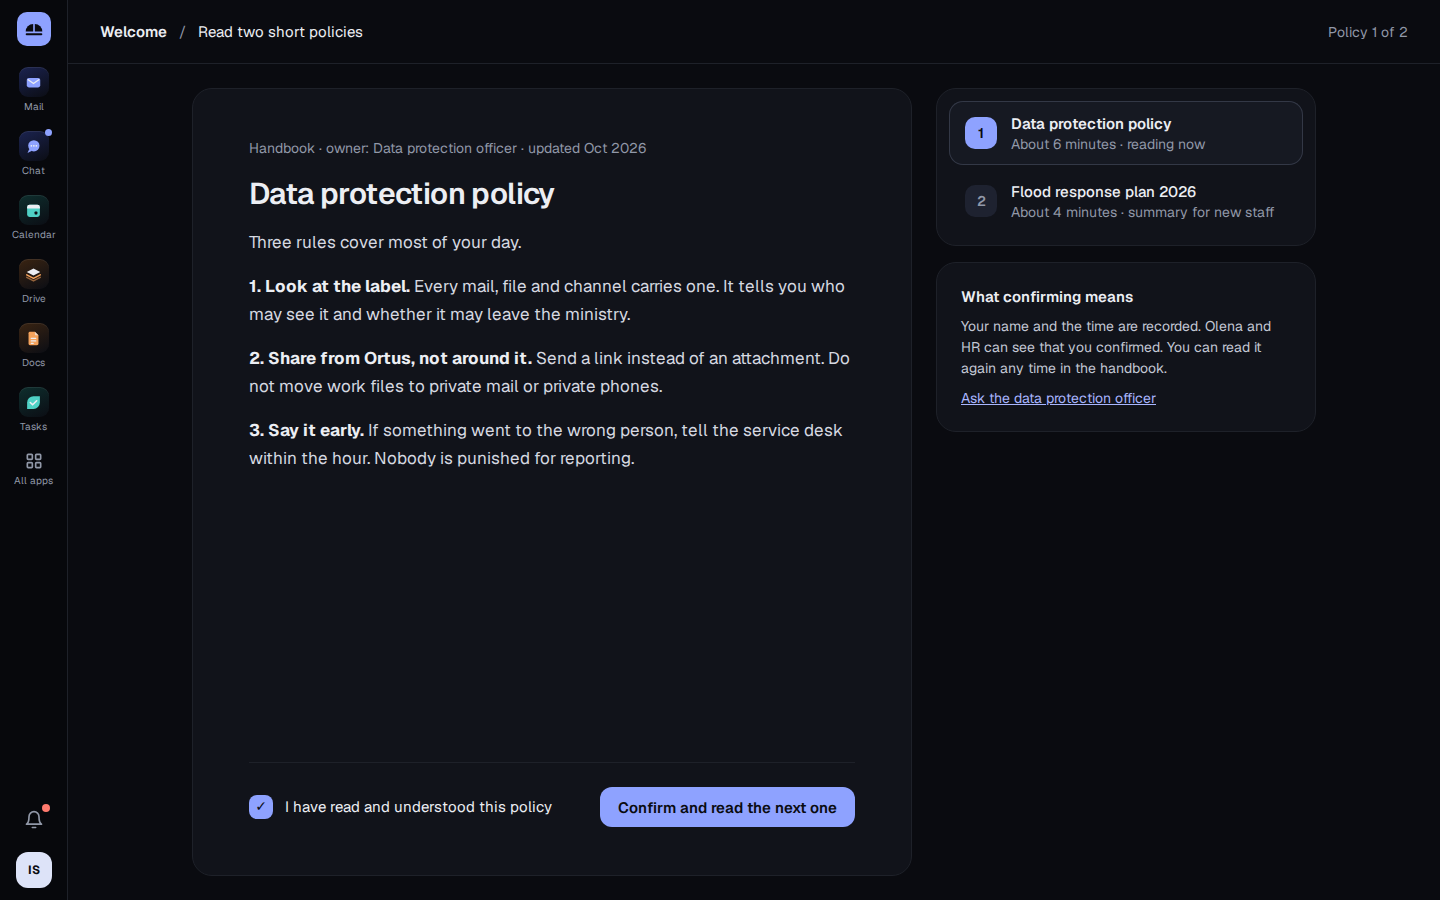 Welcome / Read two short policies
Policy 1 of 2
Mail
Chat
Calendar
Drive
Docs
Tasks
All apps
IS
Handbook · owner: Data protection officer · updated Oct 2026
Data protection policy
Three rules cover most of your day.
1. Look at the label. Every mail, file and channel carries one. It tells you who
may see it and whether it may leave the ministry.
2. Share from Ortus, not around it. Send a link instead of an attachment. Do
not move work files to private mail or private phones.
3. Say it early. If something went to the wrong person, tell the service desk
within the hour. Nobody is punished for reporting.
✓ I have read and understood this policy
Confirm and read the next one
1
Data protection policy
About 6 minutes · reading now
2
Flood response plan 2026
About 4 minutes · summary for new staff
What confirming means
Your name and the time are recorded. Olena and
HR can see that you confirmed. You can read it
again any time in the handbook.
Ask the data protection officer